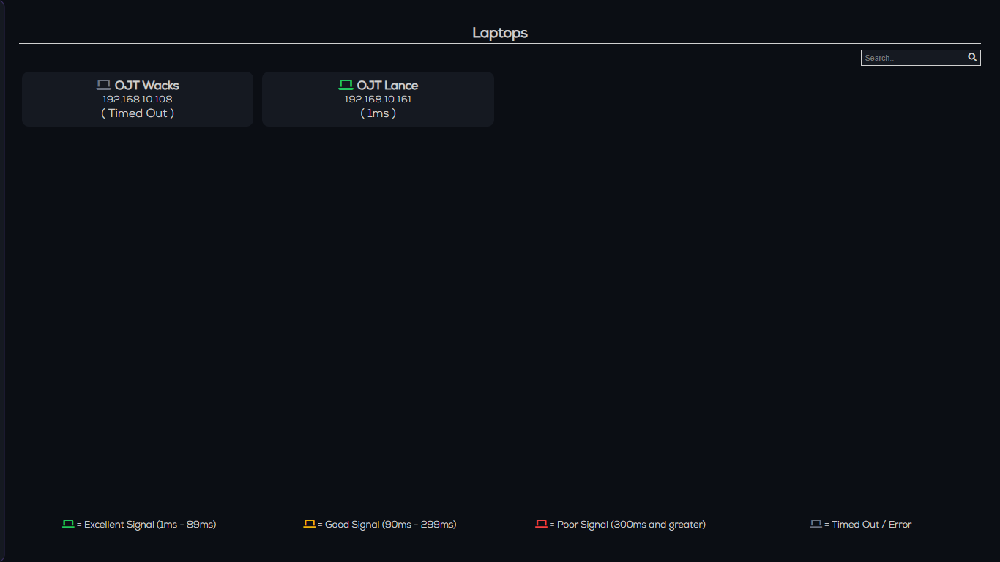 Laptops
Search..
OJT Wacks
192.168.10.108
( Timed Out )
OJT Lance
192.168.10.161
( 1ms )
= Excellent Signal (1ms - 89ms)
= Good Signal (90ms - 299ms)
= Poor Signal (300ms and greater)
= Timed Out / Error